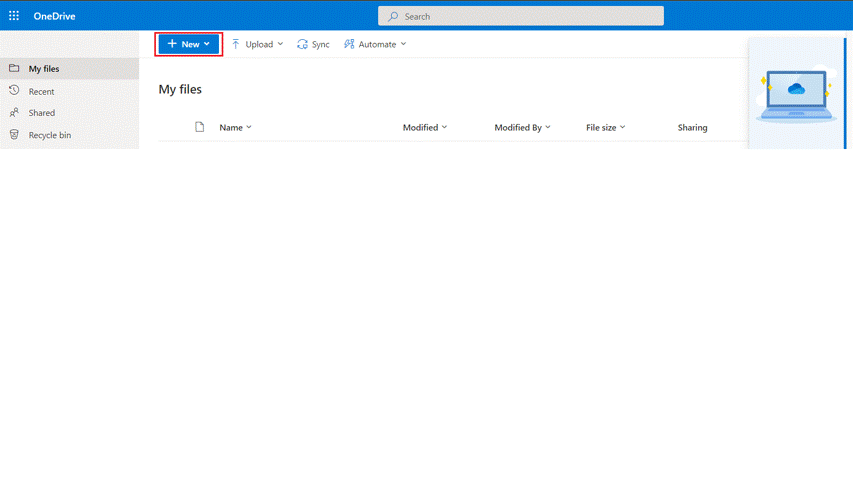 OneDrive
Search
New
Upload
Sync
Automate
My files
Recent
Shared
Recycle bin
My files
Name
Modified
Modified By
File size
Sharing